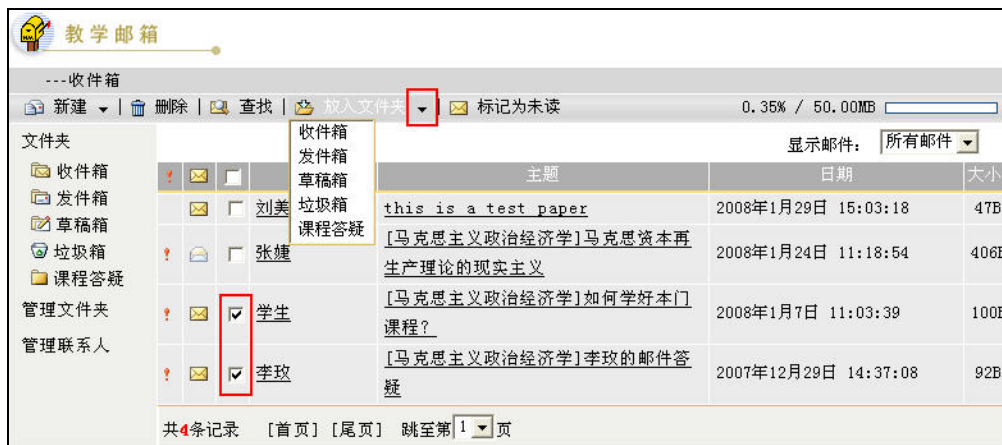 教学邮箱
---收件箱
新建 | 删除 | 查找 | 放入文件夹 | 标记为未读 0.35% / 50.00MB
文件夹 显示邮件: 所有邮件
收件箱
发件箱
草稿箱
垃圾箱
课程答疑
管理文件夹
管理联系人
收件箱
发件箱
草稿箱
垃圾箱
课程答疑
主题 日期 大小
刘美 this is a test paper 2008年1月29日 15:03:18 47B
张婕 [马克思主义政治经济学]马克思资本再 2008年1月24日 11:18:54 406B
生产理论的现实主义
学生 [马克思主义政治经济学]如何学好本门 2008年1月7日 11:03:39 100B
课程?
李玫 [马克思主义政治经济学]李玫的邮件答 2007年12月29日 14:37:08 92B
疑
共4条记录 [首页] [尾页] 跳至第 1 页